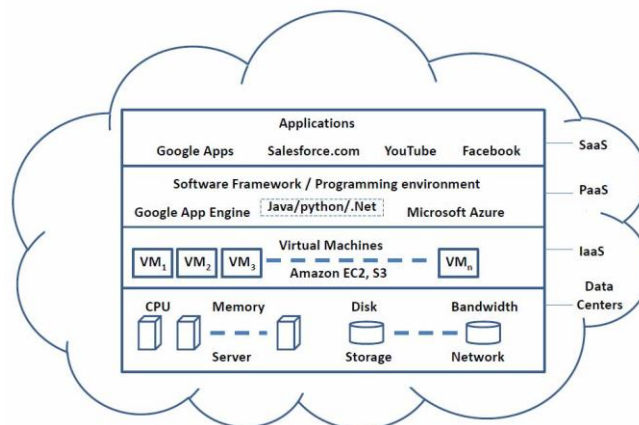 Applications
Google Apps Salesforce.com YouTube Facebook
SaaS
Software Framework / Programming environment
Google App Engine Java/python/.Net Microsoft Azure
PaaS
Virtual Machines
VM1 VM2 VM3 VMn
Amazon EC2, S3
IaaS
CPU Memory Disk Bandwidth
Server Storage Network
Data
Centers